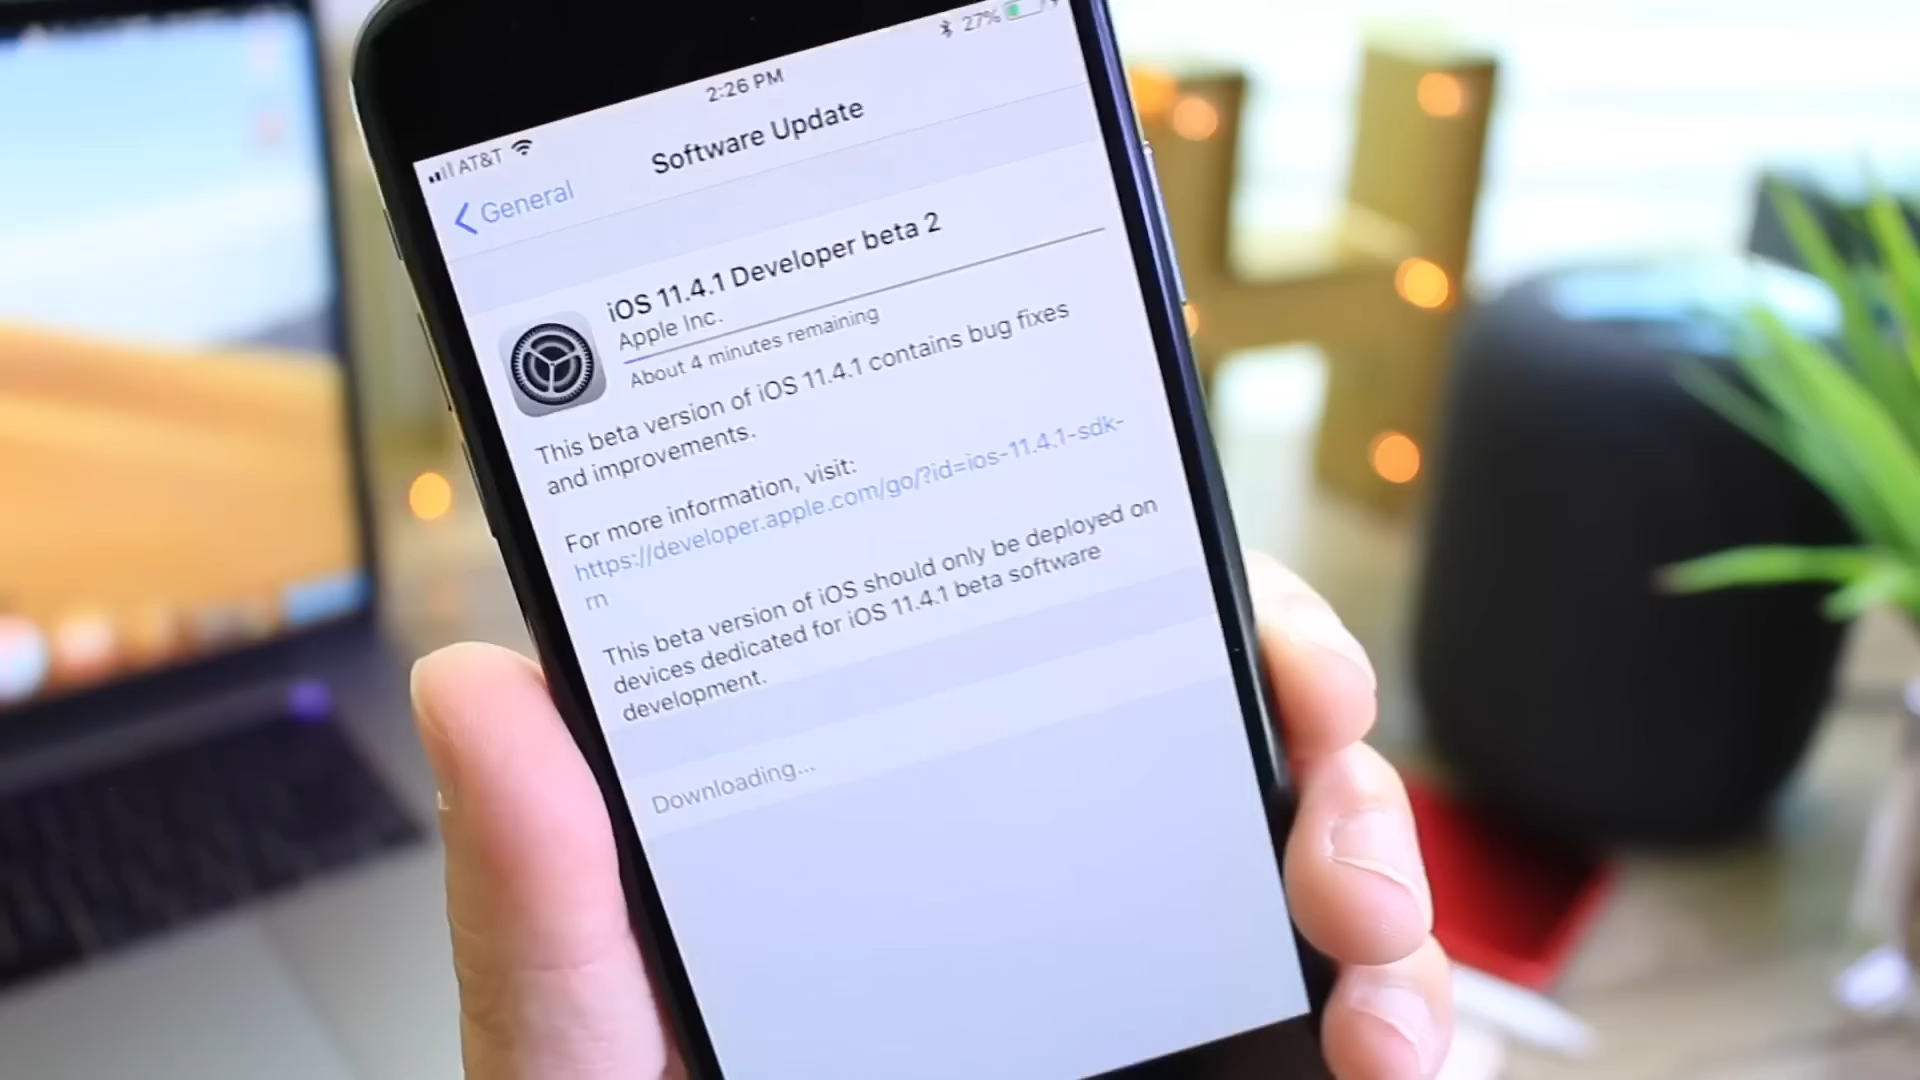 AT&T
2:26 PM
27%
General
Software Update
iOS 11.4.1 Developer beta 2
Apple Inc.
About 4 minutes remaining
This beta version of iOS 11.4.1 contains bug fixes
and improvements.
For more information, visit:
https://developer.apple.com/go/?id=ios-11.4.1-sdk-
rn
This beta version of iOS should only be deployed on
devices dedicated for iOS 11.4.1 beta software
development.
Downloading...